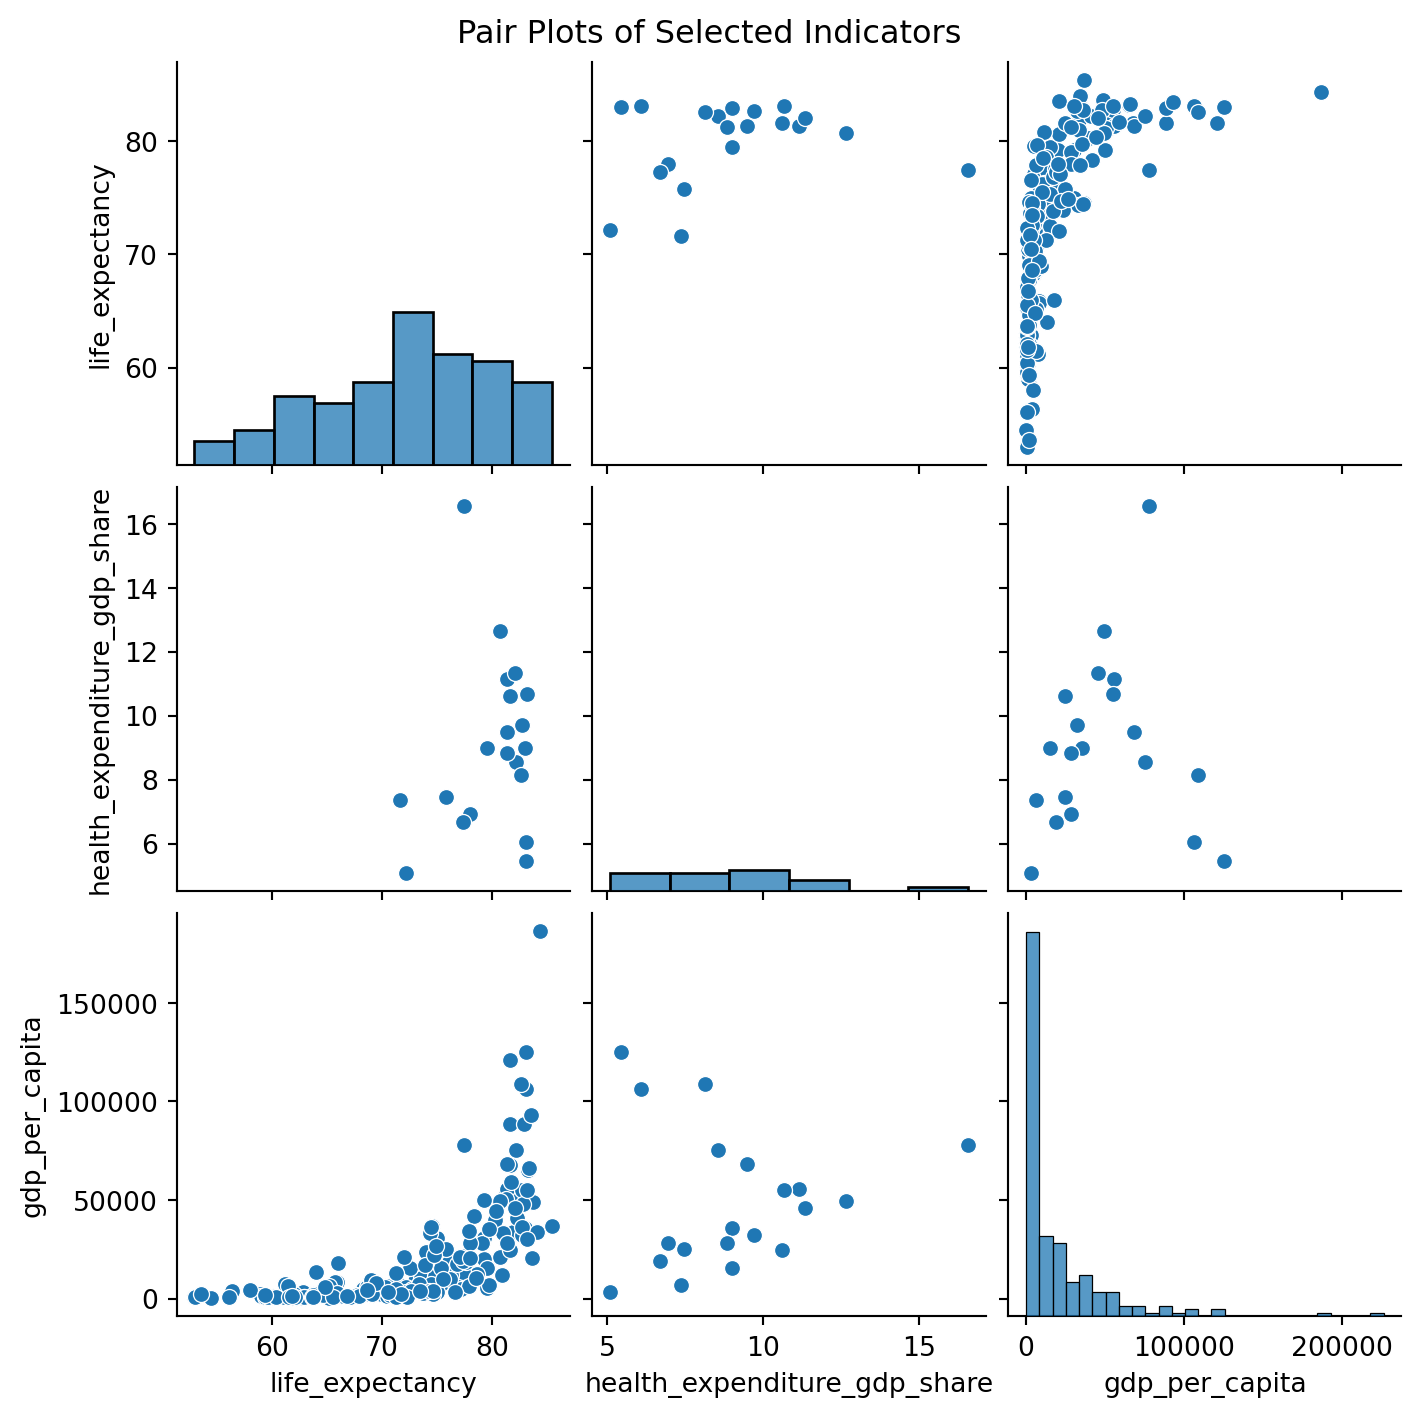 Pair Plots of Selected Indicators
life_expectancy
80
70
60
health_expenditure_gdp_share
16
14
12
10
8
6
gdp_per_capita
150000
100000
50000
0
60 70 80
5 10 15
0 100000 200000
life_expectancy
health_expenditure_gdp_share
gdp_per_capita